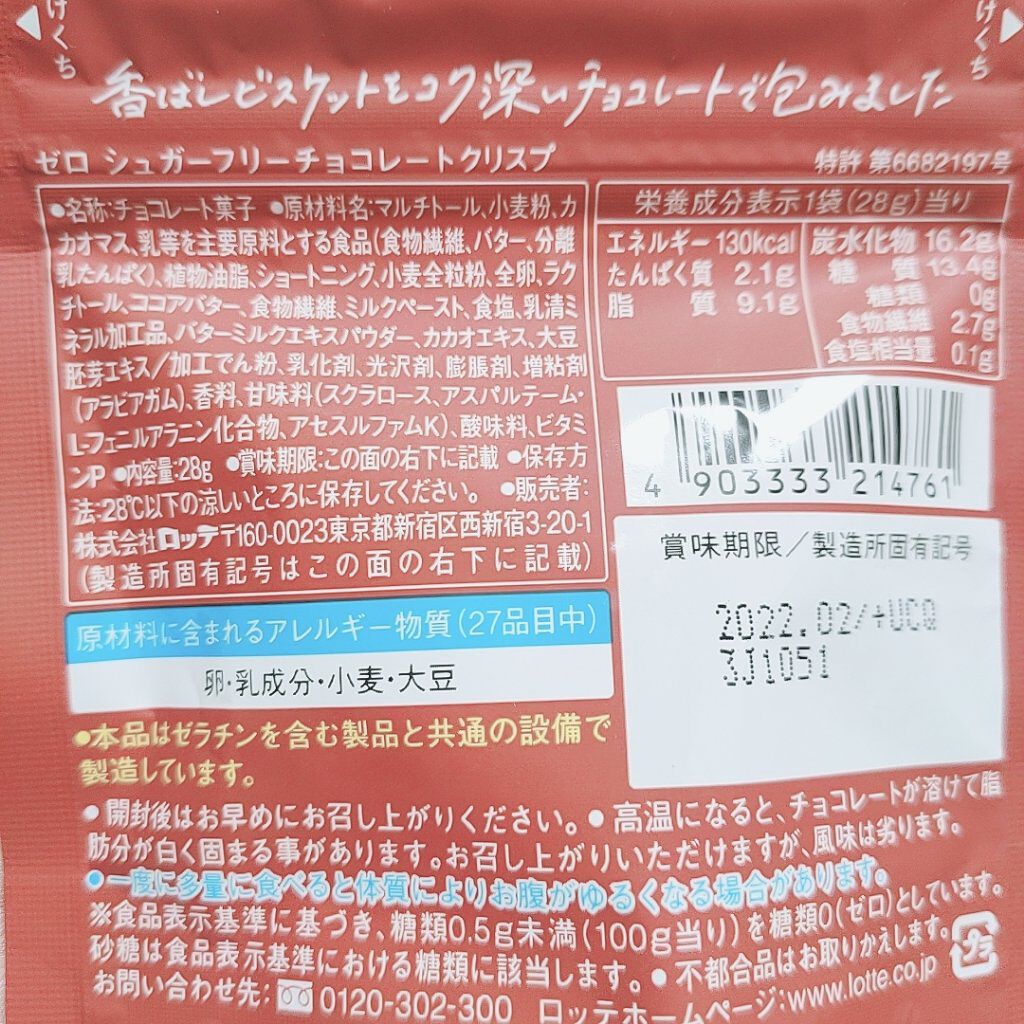 けくち
けくち
香ばしビスケットをコク深いチョコレートで包みました
ゼロ シュガーフリーチョコレートクリスプ
特許 第6682197号
●名称:チョコレート菓子 ●原材料名:マルチトール、小麦粉、カ
カオマス、乳等を主要原料とする食品(食物繊維、バター、分離
乳たんぱく)、植物油脂、ショートニング、小麦全粒粉、全卵、ラク
チトール、ココアバター、食物繊維、ミルクペースト、食塩、乳清ミ
ネラル加工品、バターミルクエキスパウダー、カカオエキス、大豆
胚芽エキス/加工でん粉、乳化剤、光沢剤、膨脹剤、増粘剤
(アラビアガム)、香料、甘味料(スクラロース、アスパルテーム・
L-フェニルアラニン化合物、アセスルファムK)、酸味料、ビタミ
ンP ●内容量:28g ●賞味期限:この面の右下に記載 ●保存方
法:28℃以下の涼しいところに保存してください。 ●販売者:
株式会社ロッテ〒160-0023東京都新宿区西新宿3-20-1
(製造所固有記号はこの面の右下に記載)
栄養成分表示1袋(28g)当り
エネルギー 130kcal
たんぱく質 2.1g
脂質 9.1g
炭水化物 16.2g
糖質 13.4g
糖類 0g
食物繊維 2.7g
食塩相当量 0.1g
4 903333 214761
賞味期限/製造所固有記号
2022.02/+UCQ
3J1051
原材料に含まれるアレルギー物質(27品目中)
卵・乳成分・小麦・大豆
●本品はゼラチンを含む製品と共通の設備で
製造しています。
●開封後はお早めにお召し上がりください。●高温になると、チョコレートが溶けて脂
肪分が白く固まる事があります。お召し上がりいただけますが、風味は劣ります。
●一度に多量に食べると体質によりお腹がゆるくなる場合があります。
※食品表示基準に基づき、糖類0.5g未満(100g当り)を糖類0(ゼロ)としています。
砂糖は食品表示基準における糖類に該当します。●不都合品はお取りかえします。
お問い合わせ先: 0120-302-300 ロッテホームページ:www.lotte.co.jp
プラ